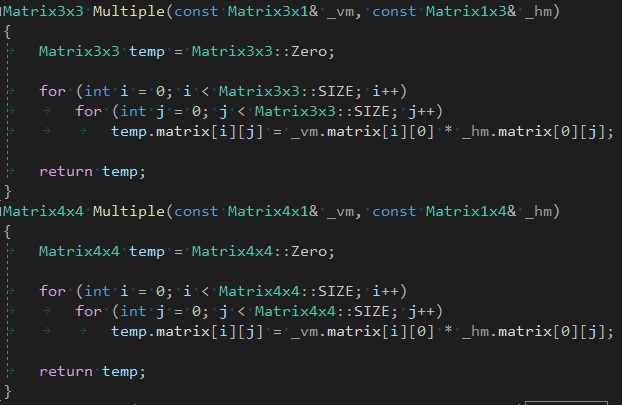 Matrix3x3 Multiple(const Matrix3x1& _vm, const Matrix1x3& _hm)
{
Matrix3x3 temp = Matrix3x3::Zero;
for (int i = 0; i < Matrix3x3::SIZE; i++)
for (int j = 0; j < Matrix3x3::SIZE; j++)
temp.matrix[i][j] = _vm.matrix[i][0] * _hm.matrix[0][j];
return temp;
}
Matrix4x4 Multiple(const Matrix4x1& _vm, const Matrix1x4& _hm)
{
Matrix4x4 temp = Matrix4x4::Zero;
for (int i = 0; i < Matrix4x4::SIZE; i++)
for (int j = 0; j < Matrix4x4::SIZE; j++)
temp.matrix[i][j] = _vm.matrix[i][0] * _hm.matrix[0][j];
return temp;
}